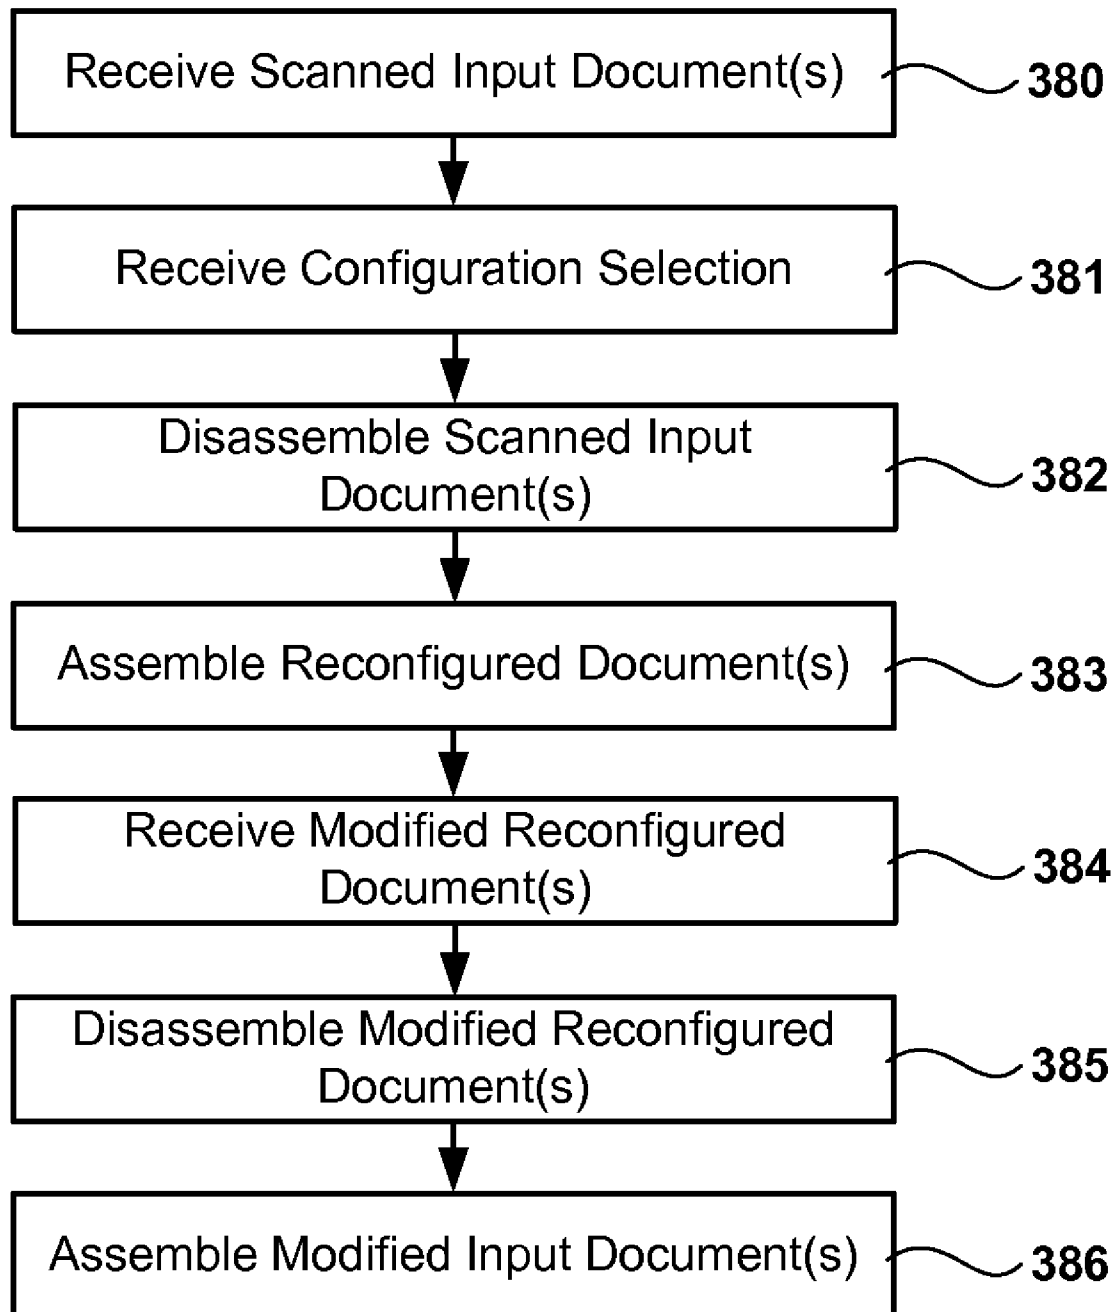 Receive Scanned Input Document(s)
380
Receive Configuration Selection
381
Disassemble Scanned Input
Document(s)
382
Assemble Reconfigured Document(s)
383
Receive Modified Reconfigured
Document(s)
384
Disassemble Modified Reconfigured
Document(s)
385
Assemble Modified Input Document(s)
386